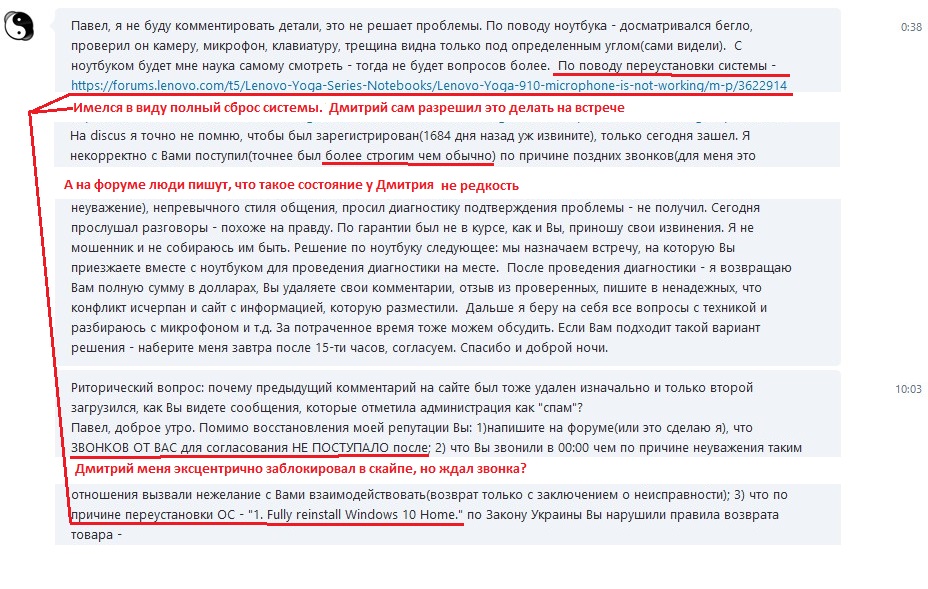 Павел, я не буду комментировать детали, это не решает проблемы. По поводу ноутбука - досматривался бегло,
0:38
проверил он камеру, микрофон, клавиатуру, трещина видна только под определенным углом(сами видели).  С
ноутбуком будет мне наука самому смотреть - тогда не будет вопросов более.  По поводу переустановки системы -
https://forums.lenovo.com/t5/Lenovo-Yoga-Series-Notebooks/Lenovo-Yoga-910-microphone-is-not-working/m-p/3622914
Имелся в виду полный сброс системы.  Дмитрий сам разрешил это делать на встрече
На discus я точно не помню, чтобы был зарегистрирован(1684 дня назад уж извините), только сегодня зашел. Я
некорректно с Вами поступил(точнее был более строгим чем обычно) по причине поздних звонков(для меня это
А на форуме люди пишут, что такое состояние у Дмитрия  не редкость
неуважение), непревычного стиля общения, просил диагностику подтверждения проблемы - не получил. Сегодня
прослушал разговоры - похоже на правду. По гарантии был не в курсе, как и Вы, приношу свои извинения. Я не
мошенник и не собираюсь им быть. Решение по ноутбуку следующее: мы назначаем встречу, на которую Вы
приезжаете вместе с ноутбуком для проведения диагностики на месте.  После проведения диагностики - я возвращаю
Вам полную сумму в долларах, Вы удаляете свои комментарии, отзыв из проверенных, пишите в ненадежных, что
конфликт исчерпан и сайт с информацией, которую разместили.  Дальше я беру на себя все вопросы с техникой и
разбираюсь с микрофоном и т.д. За потраченное время тоже можем обсудить. Если Вам подходит такой вариант
решения - наберите меня завтра после 15-ти часов, согласуем. Спасибо и доброй ночи.
Риторический вопрос: почему предыдущий комментарий на сайте был тоже удален изначально и только второй
10:03
загрузился, как Вы видете сообщения, которые отметила администрация как "спам"?
Павел, доброе утро. Помимо восстановления моей репутации Вы: 1)напишите на форуме(или это сделаю я), что
ЗВОНКОВ ОТ ВАС для согласования НЕ ПОСТУПАЛО после; 2) что Вы звонили в 00:00 чем по причине неуважения таким
Дмитрий меня эксцентрично заблокировал в скайпе, но ждал звонка?
отношения вызвали нежелание с Вами взаимодействовать(возврат только с заключением о неисправности); 3) что по
причине переустановки ОС - "1. Fully reinstall Windows 10 Home." по Закону Украины Вы нарушили правила возврата
товара -